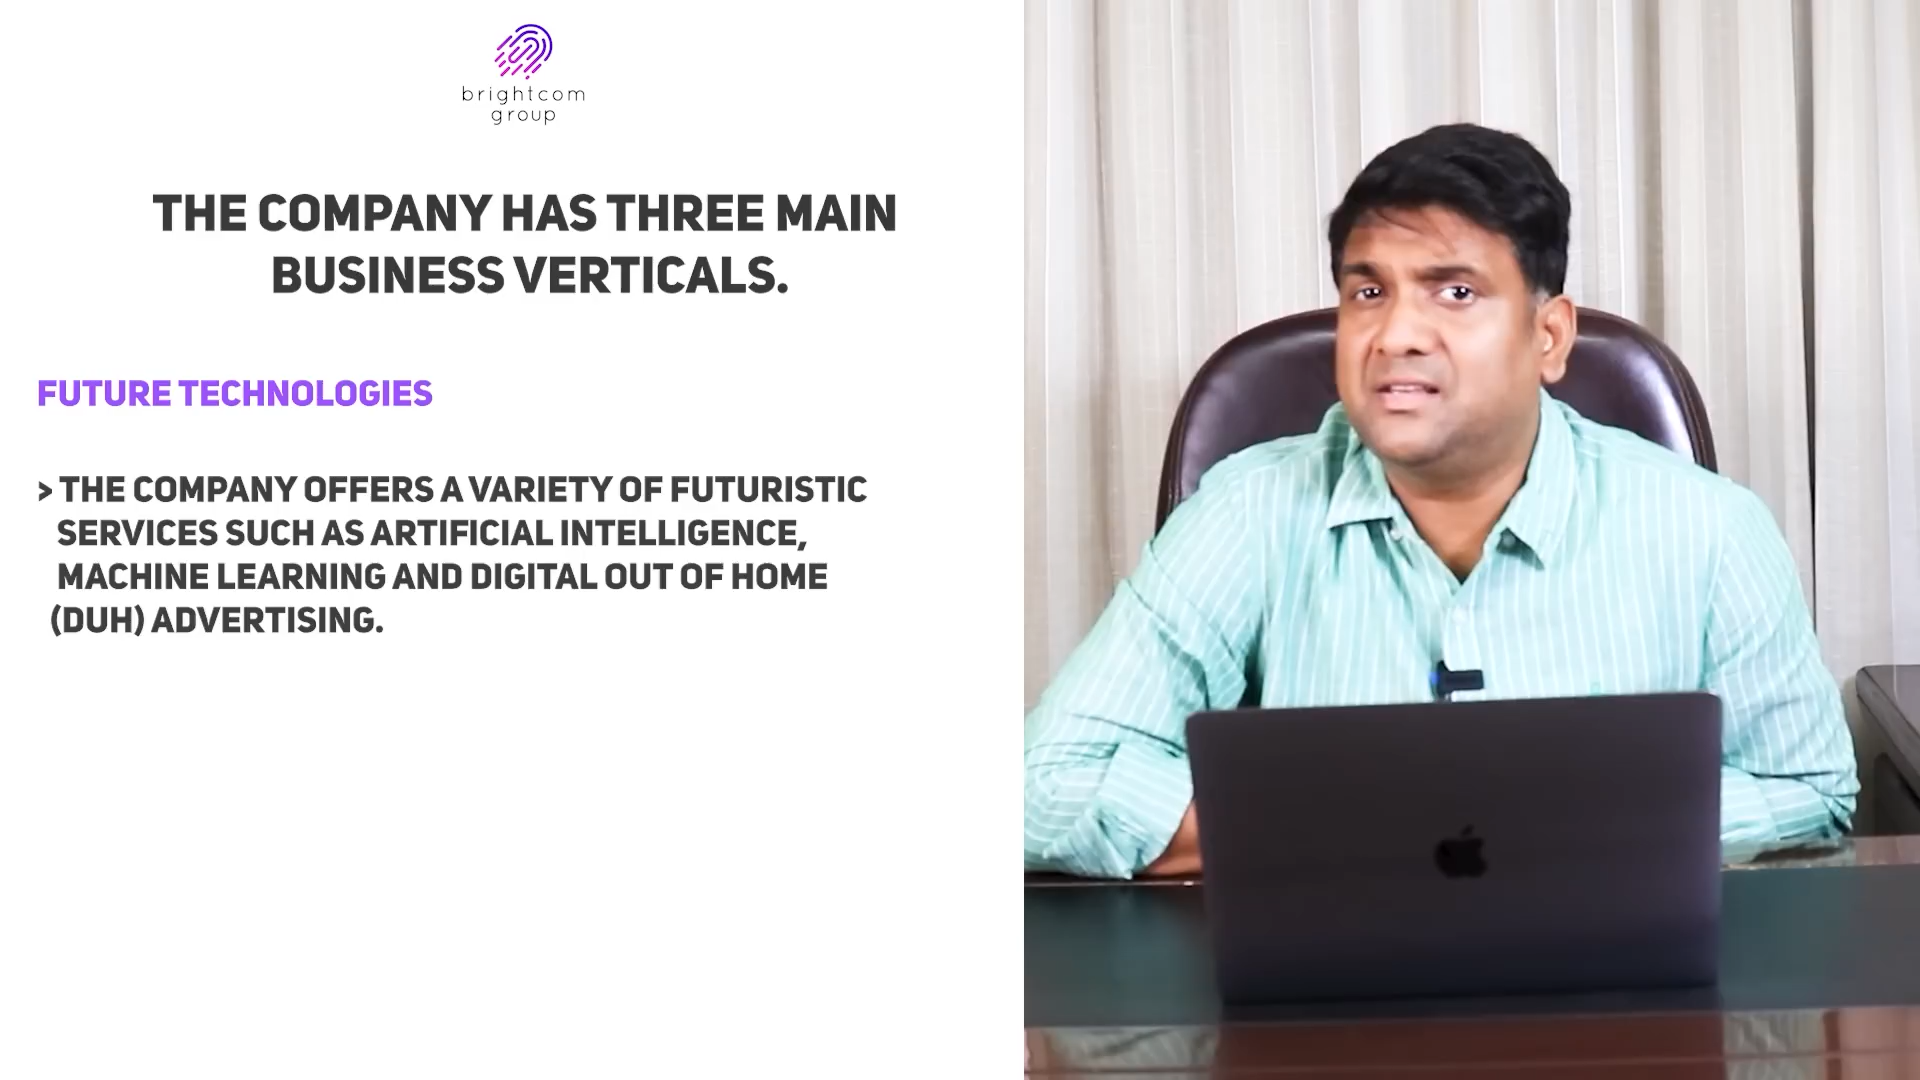 brightcom
group
THE COMPANY HAS THREE MAIN
BUSINESS VERTICALS.
FUTURE TECHNOLOGIES
> THE COMPANY OFFERS A VARIETY OF FUTURISTIC
SERVICES SUCH AS ARTIFICIAL INTELLIGENCE,
MACHINE LEARNING AND DIGITAL OUT OF HOME
(DUH) ADVERTISING.